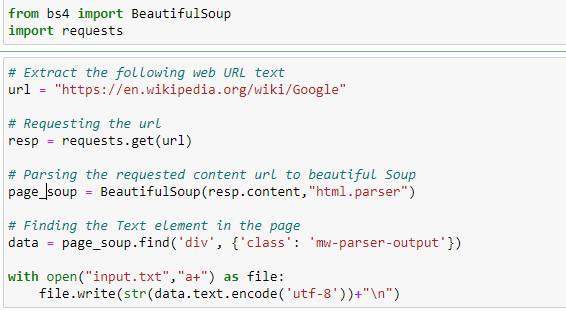 from bs4 import BeautifulSoup
import requests
# Extract the following web URL text
url = "https://en.wikipedia.org/wiki/Google"
# Requesting the url
resp = requests.get(url)
# Parsing the requested content url to beautiful Soup
page_soup = BeautifulSoup(resp.content,"html.parser")
# Finding the Text element in the page
data = page_soup.find('div', {'class': 'mw-parser-output'})
with open("input.txt","a+") as file:
    file.write(str(data.text.encode('utf-8'))+"\n")